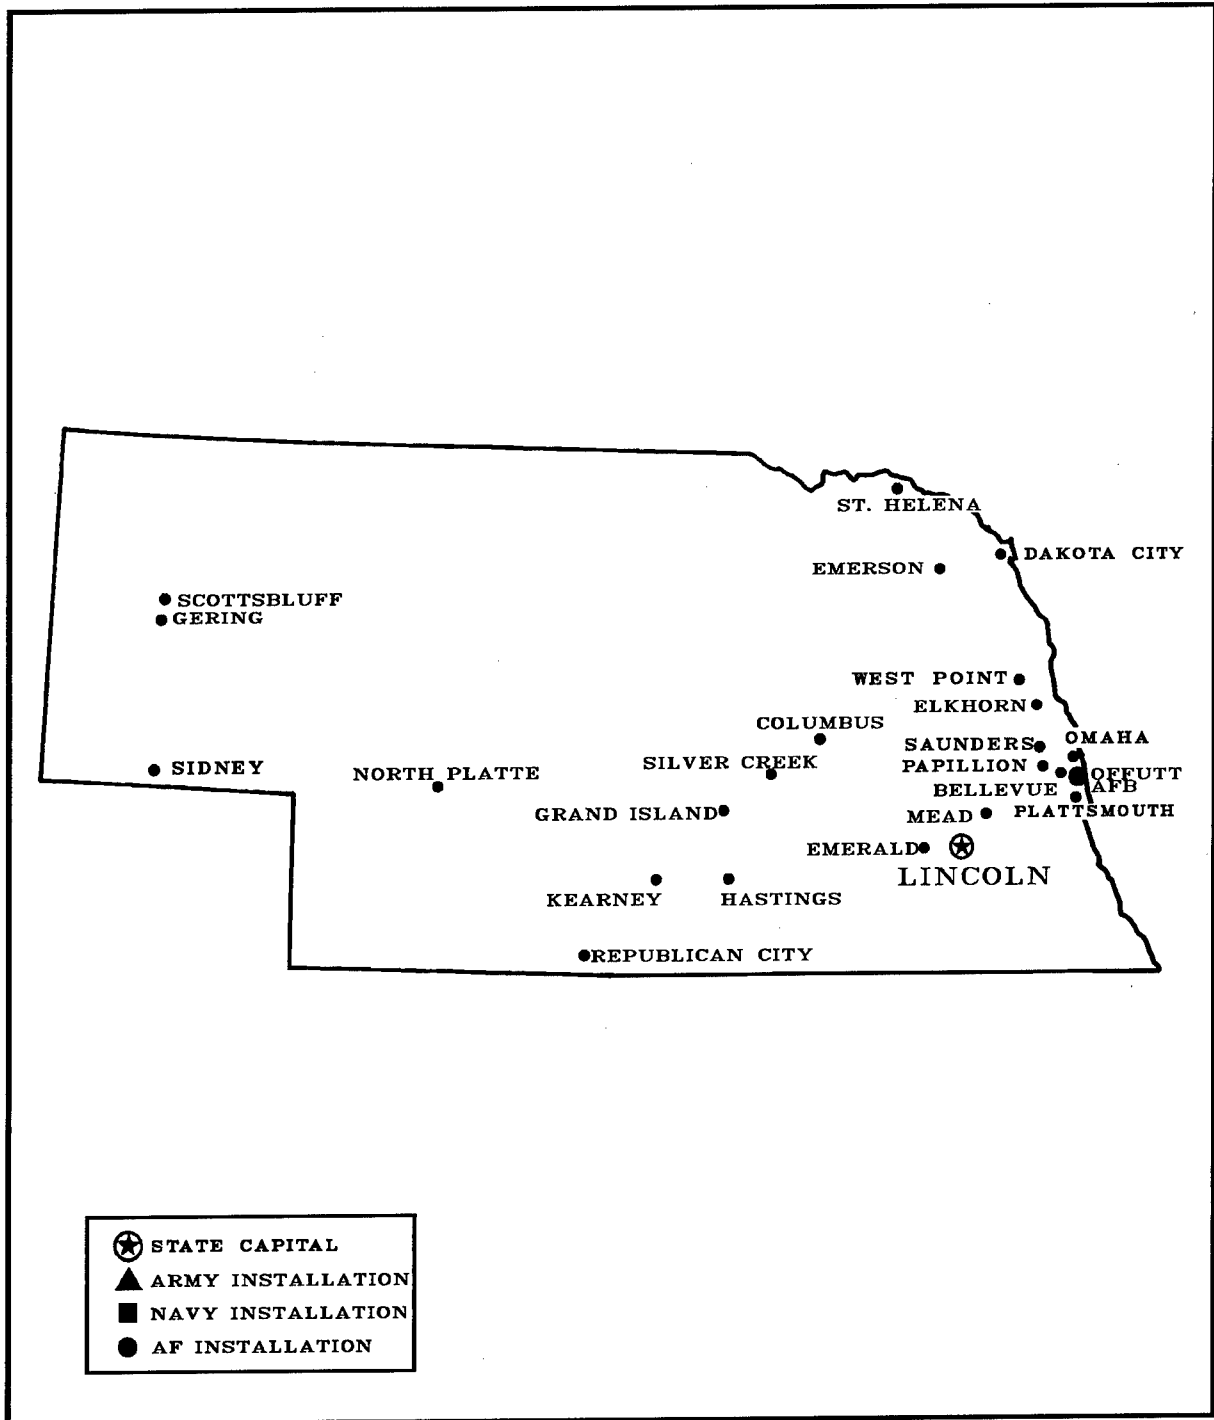 ST. HELENA
DAKOTA CITY
EMERSON
SCOTTSBLUFF
GERING
WEST POINT
ELKHORN
COLUMBUS
SAUNDERS
OMAHA
SILVER CREEK
PAPILLION
SIDNEY
NORTH PLATTE
OFFUTT
AFB
BELLEVUE
GRAND ISLAND
MEAD
PLATTSMOUTH
EMERALD
LINCOLN
KEARNEY
HASTINGS
REPUBLICAN CITY
STATE CAPITAL
ARMY INSTALLATION
NAVY INSTALLATION
AF INSTALLATION